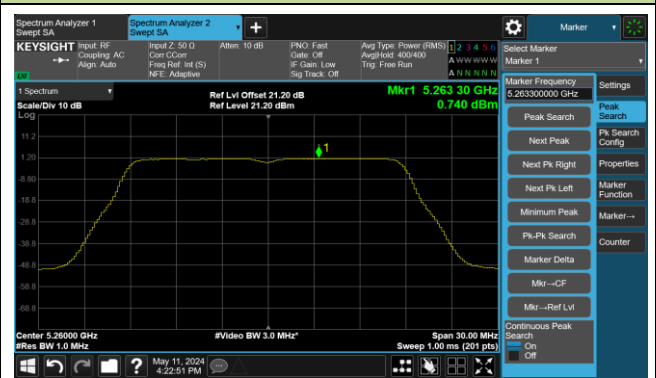 Spectrum Analyzer 1
Swept SA
Spectrum Analyzer 2
Swept SA
Marker
KEYSIGHT
Input: RF
Coupling: AC
Align: Auto
Input Z: 50 Ω
Corr CCorr
Freq Ref: Int (S)
NFE: Adaptive
Atten: 10 dB
PNO: Fast
Gate: Off
IF Gain: Low
Sig Track: Off
Avg Type: Power (RMS)
Avg|Hold: 400/400
Trig: Free Run
1 2 3 4 5 6
A W W W W W
A N N N N N
LNI
Select Marker
Marker 1
1 Spectrum
Scale/Div 10 dB
Log
Ref Lvl Offset 21.20 dB
Ref Level 21.20 dBm
Mkr1 5.263 30 GHz
0.740 dBm
11.2
1.20
-8.80
-18.8
-28.8
-38.8
-48.8
-58.8
-68.8
1
Center 5.26000 GHz
#Res BW 1.0 MHz
#Video BW 3.0 MHz*
Span 30.00 MHz
Sweep 1.00 ms (201 pts)
Marker Frequency
5.263300000 GHz
Peak Search
Next Peak
Next Pk Right
Next Pk Left
Minimum Peak
Pk-Pk Search
Marker Delta
Mkr→CF
Mkr→Ref Lvl
Continuous Peak
Search
On
Off
Settings
Peak
Search
Pk Search
Config
Properties
Marker
Function
Marker→
Counter
May 11, 2024
4:22:51 PM